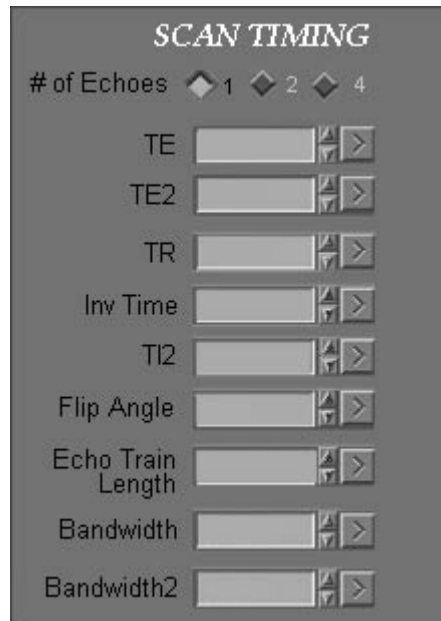 SCAN TIMING
# of Echoes 1 2 4
TE
TE2
TR
Inv Time
TI2
Flip Angle
Echo Train
Length
Bandwidth
Bandwidth2